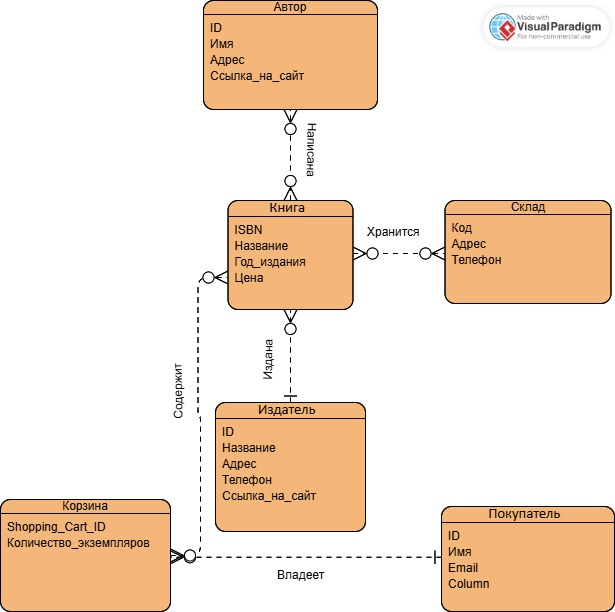 Автор
ID
Имя
Адрес
Ссылка_на_сайт
Made with
VisualParadigm
For non-commercial use
Написана
Книга
ISBN
Название
Год_издания
Цена
Хранится
Склад
Код
Адрес
Телефон
Содержит
Издана
Издатель
ID
Название
Адрес
Телефон
Ссылка_на_сайт
Корзина
Shopping_Cart_ID
Количество_экземпляров
Владеет
Покупатель
ID
Имя
Email
Column